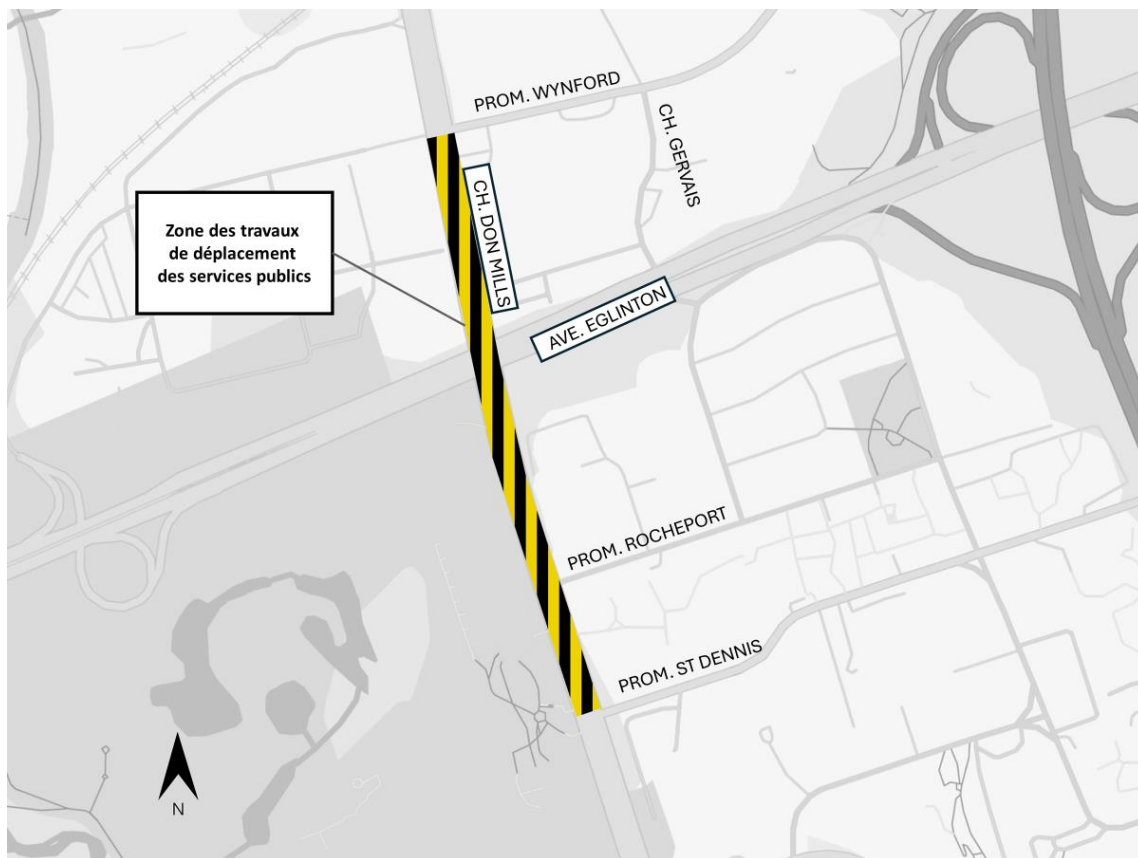 PROM. WYNFORD
CH. GERVAIS
CH. DON MILLS
Zone des travaux
de déplacement
des services publics
AVE. EGLINTON
PROM. ROCHEPORT
PROM. ST DENNIS
N